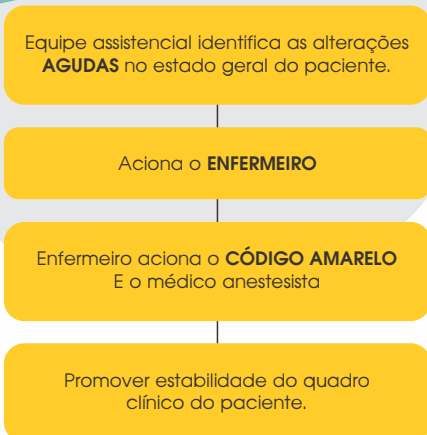 Equipe assistencial identifica as alterações
AGUDAS no estado geral do paciente.
Aciona o ENFERMEIRO
Enfermeiro aciona o CÓDIGO AMARELO
E o médico anestesista
Promover estabilidade do quadro
clínico do paciente.